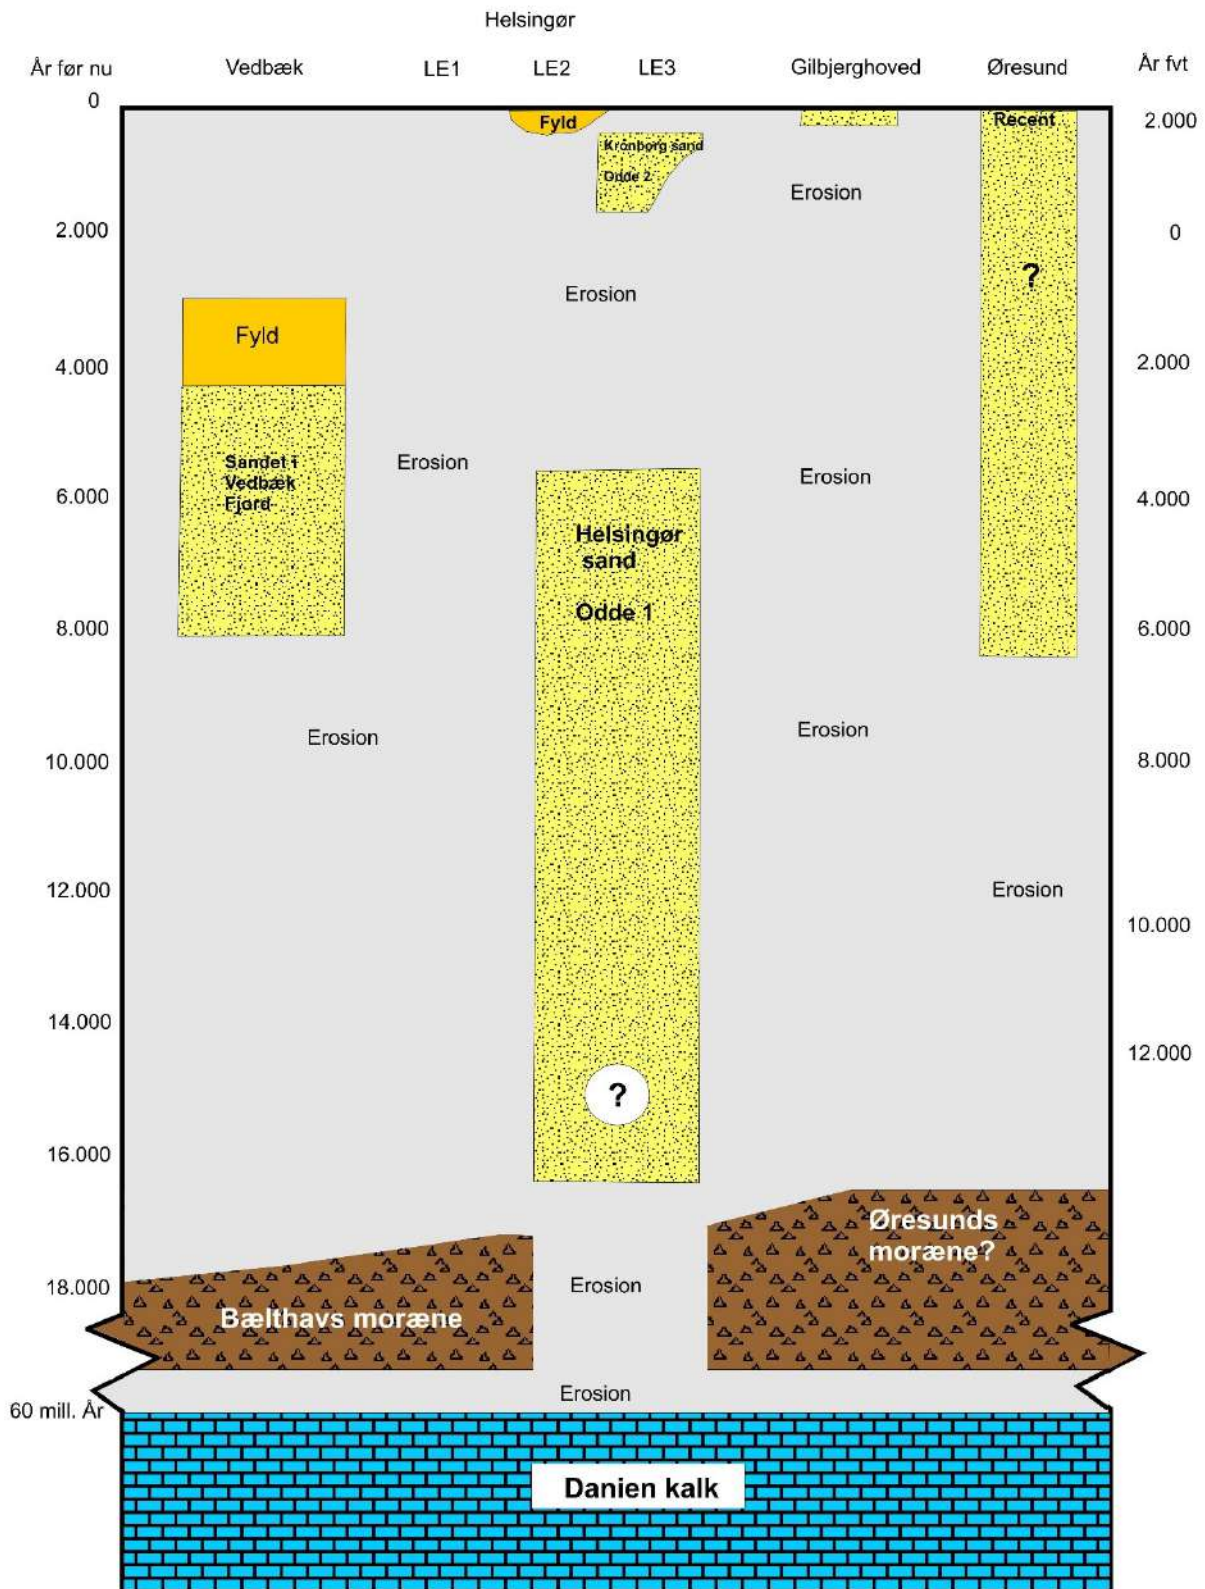 Helsingør
År før nu Vedbæk LE1 LE2 LE3 Gilbjerghoved Øresund År fvt
0
Fyld
Recent
2.000
Kronborg sand
Odde 2
Erosion
2.000
0
?
Erosion
Fyld
4.000
2.000
Sandet i
Vedbæk
Fjord
Erosion
Erosion
6.000
4.000
Helsingør
sand
Odde 1
8.000
6.000
Erosion
Erosion
10.000
8.000
12.000
Erosion
10.000
14.000
12.000
?
16.000
Øresunds
moræne?
18.000
Erosion
Bælthavs moræne
Erosion
60 mill. År
Danien kalk